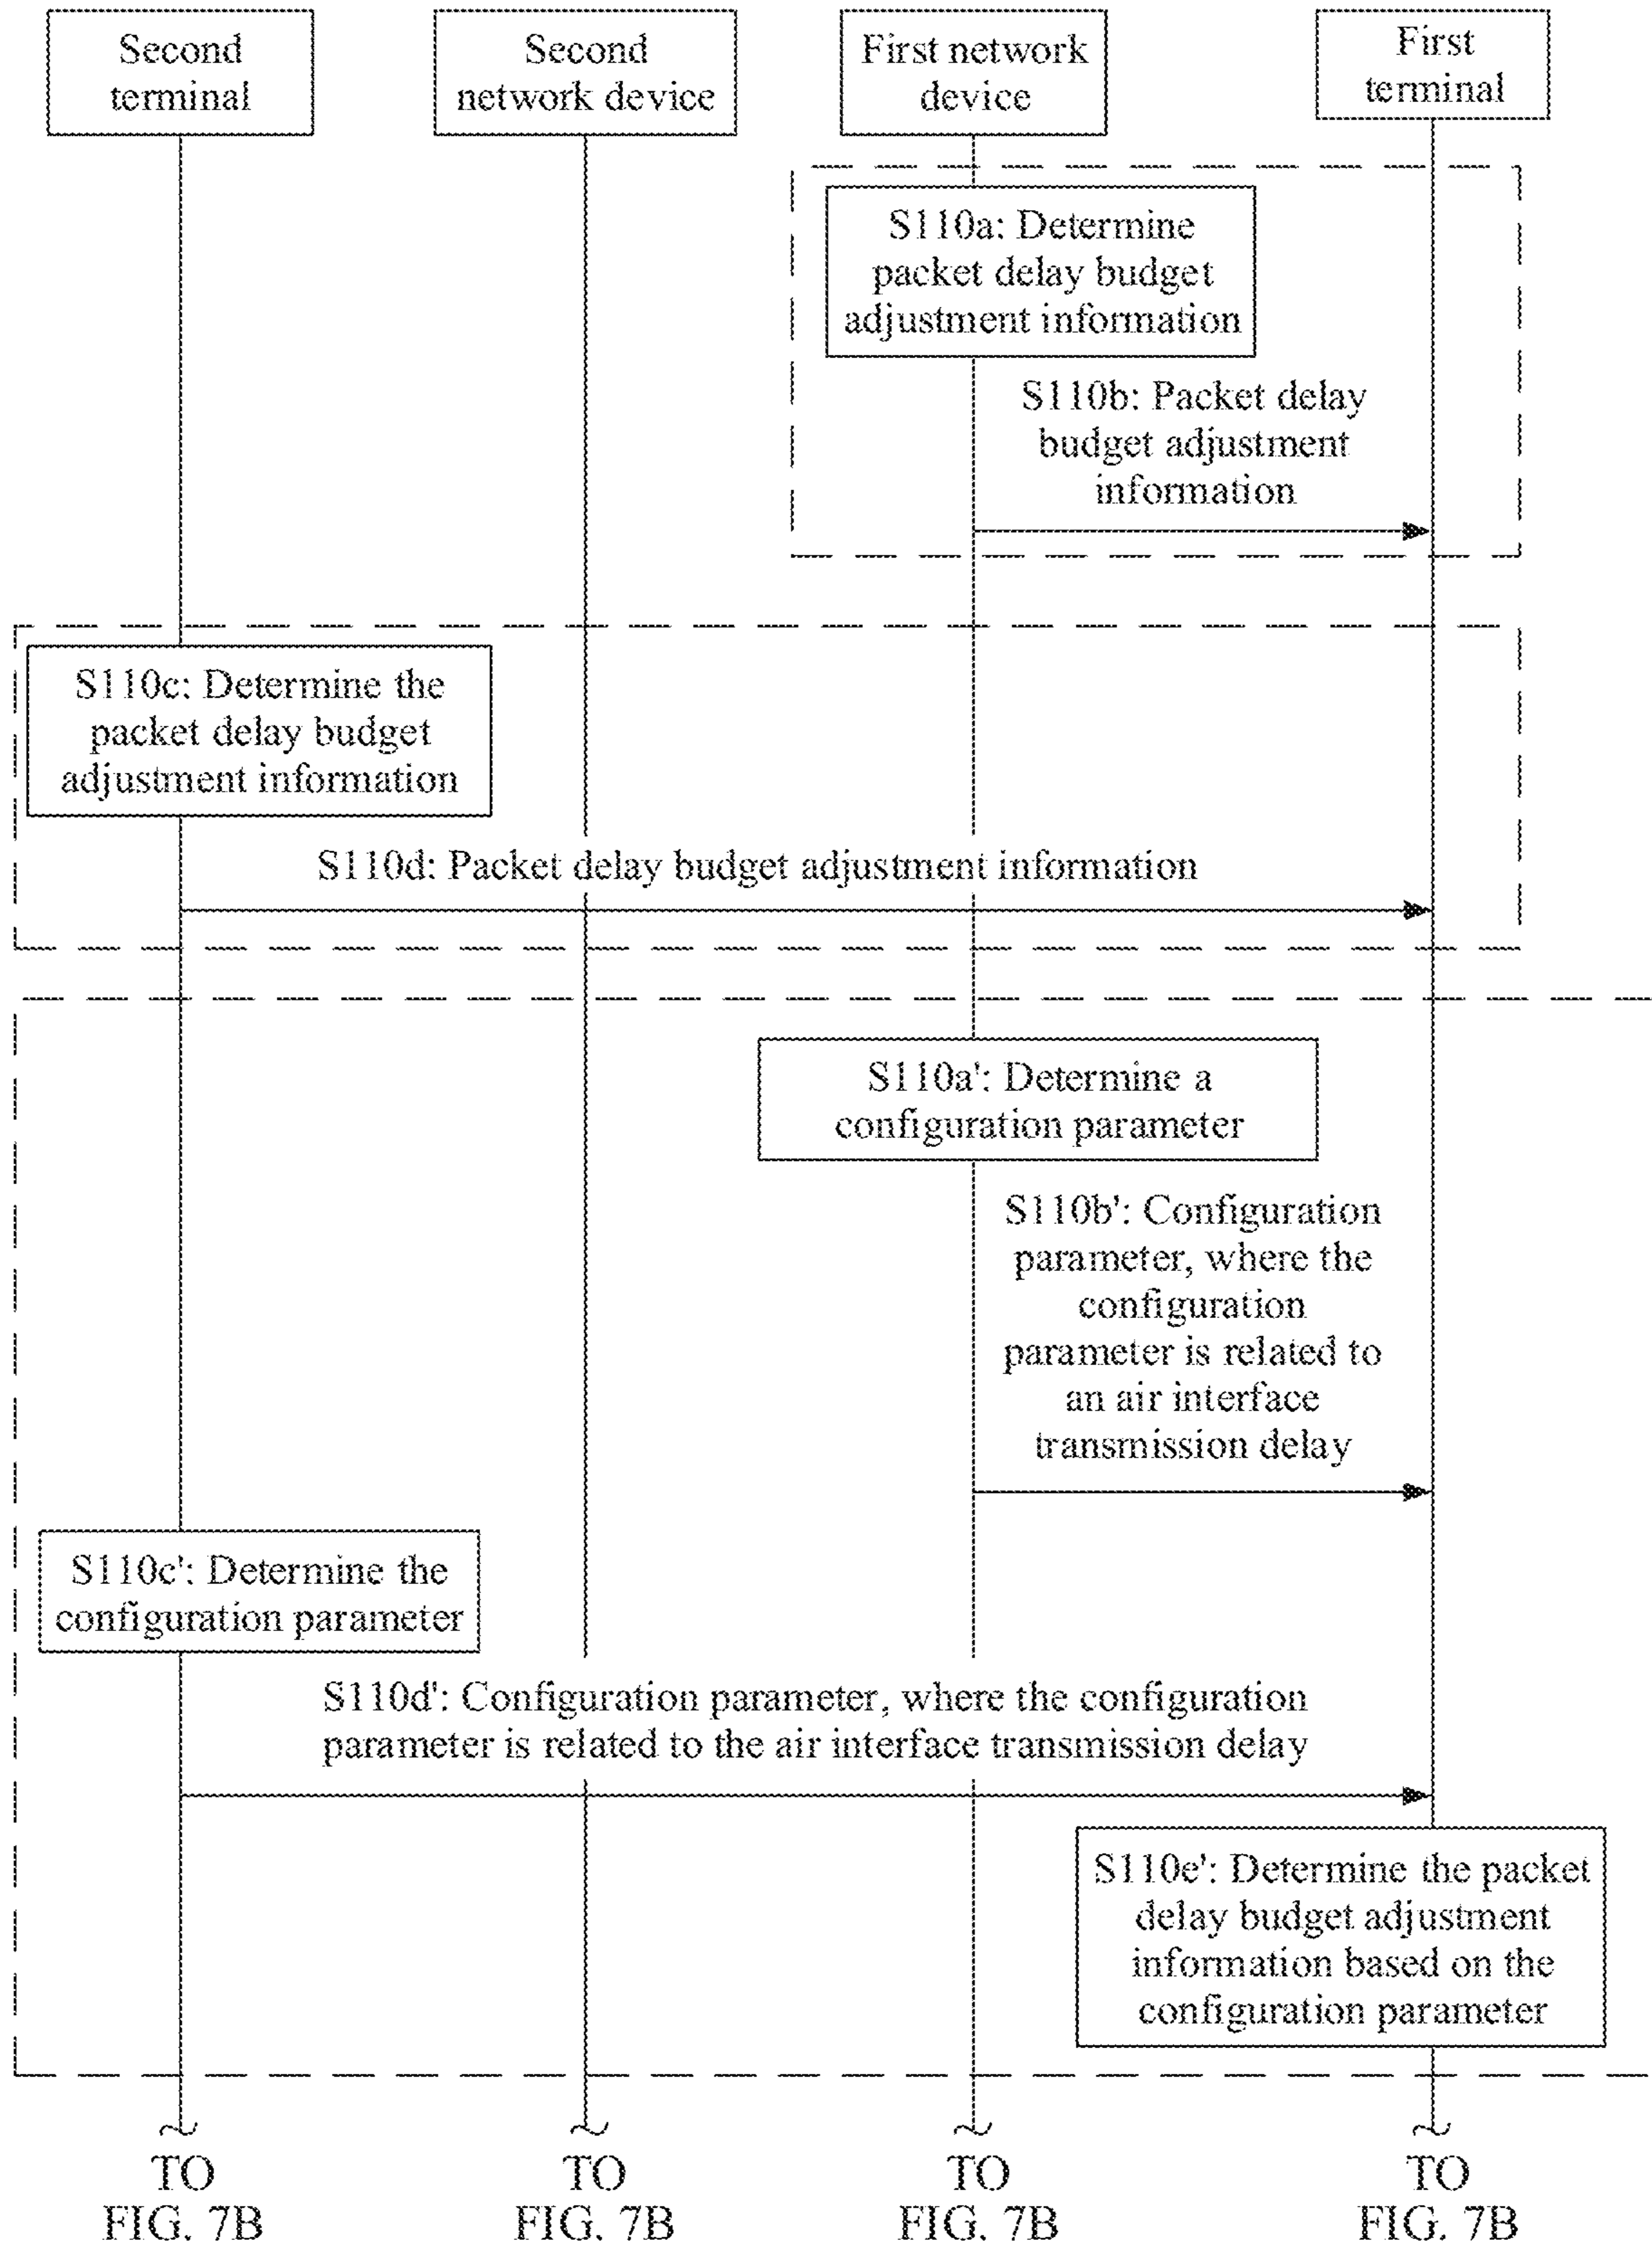 Second
terminal
Second
network device
First network
device
First
terminal
S110a: Determine
packet delay budget
adjustment information
S110b: Packet delay
budget adjustment
information
S110c: Determine the
packet delay budget
adjustment information
S110d: Packet delay budget adjustment information
S110a': Determine a
configuration parameter
S110b': Configuration
parameter, where the
configuration
parameter is related to
an air interface
transmission delay
S110c': Determine the
configuration parameter
S110d': Configuration parameter, where the configuration
parameter is related to the air interface transmission delay
S110e': Determine the packet
delay budget adjustment
information based on the
configuration parameter
TO
FIG. 7B
TO
FIG. 7B
TO
FIG. 7B
TO
FIG. 7B